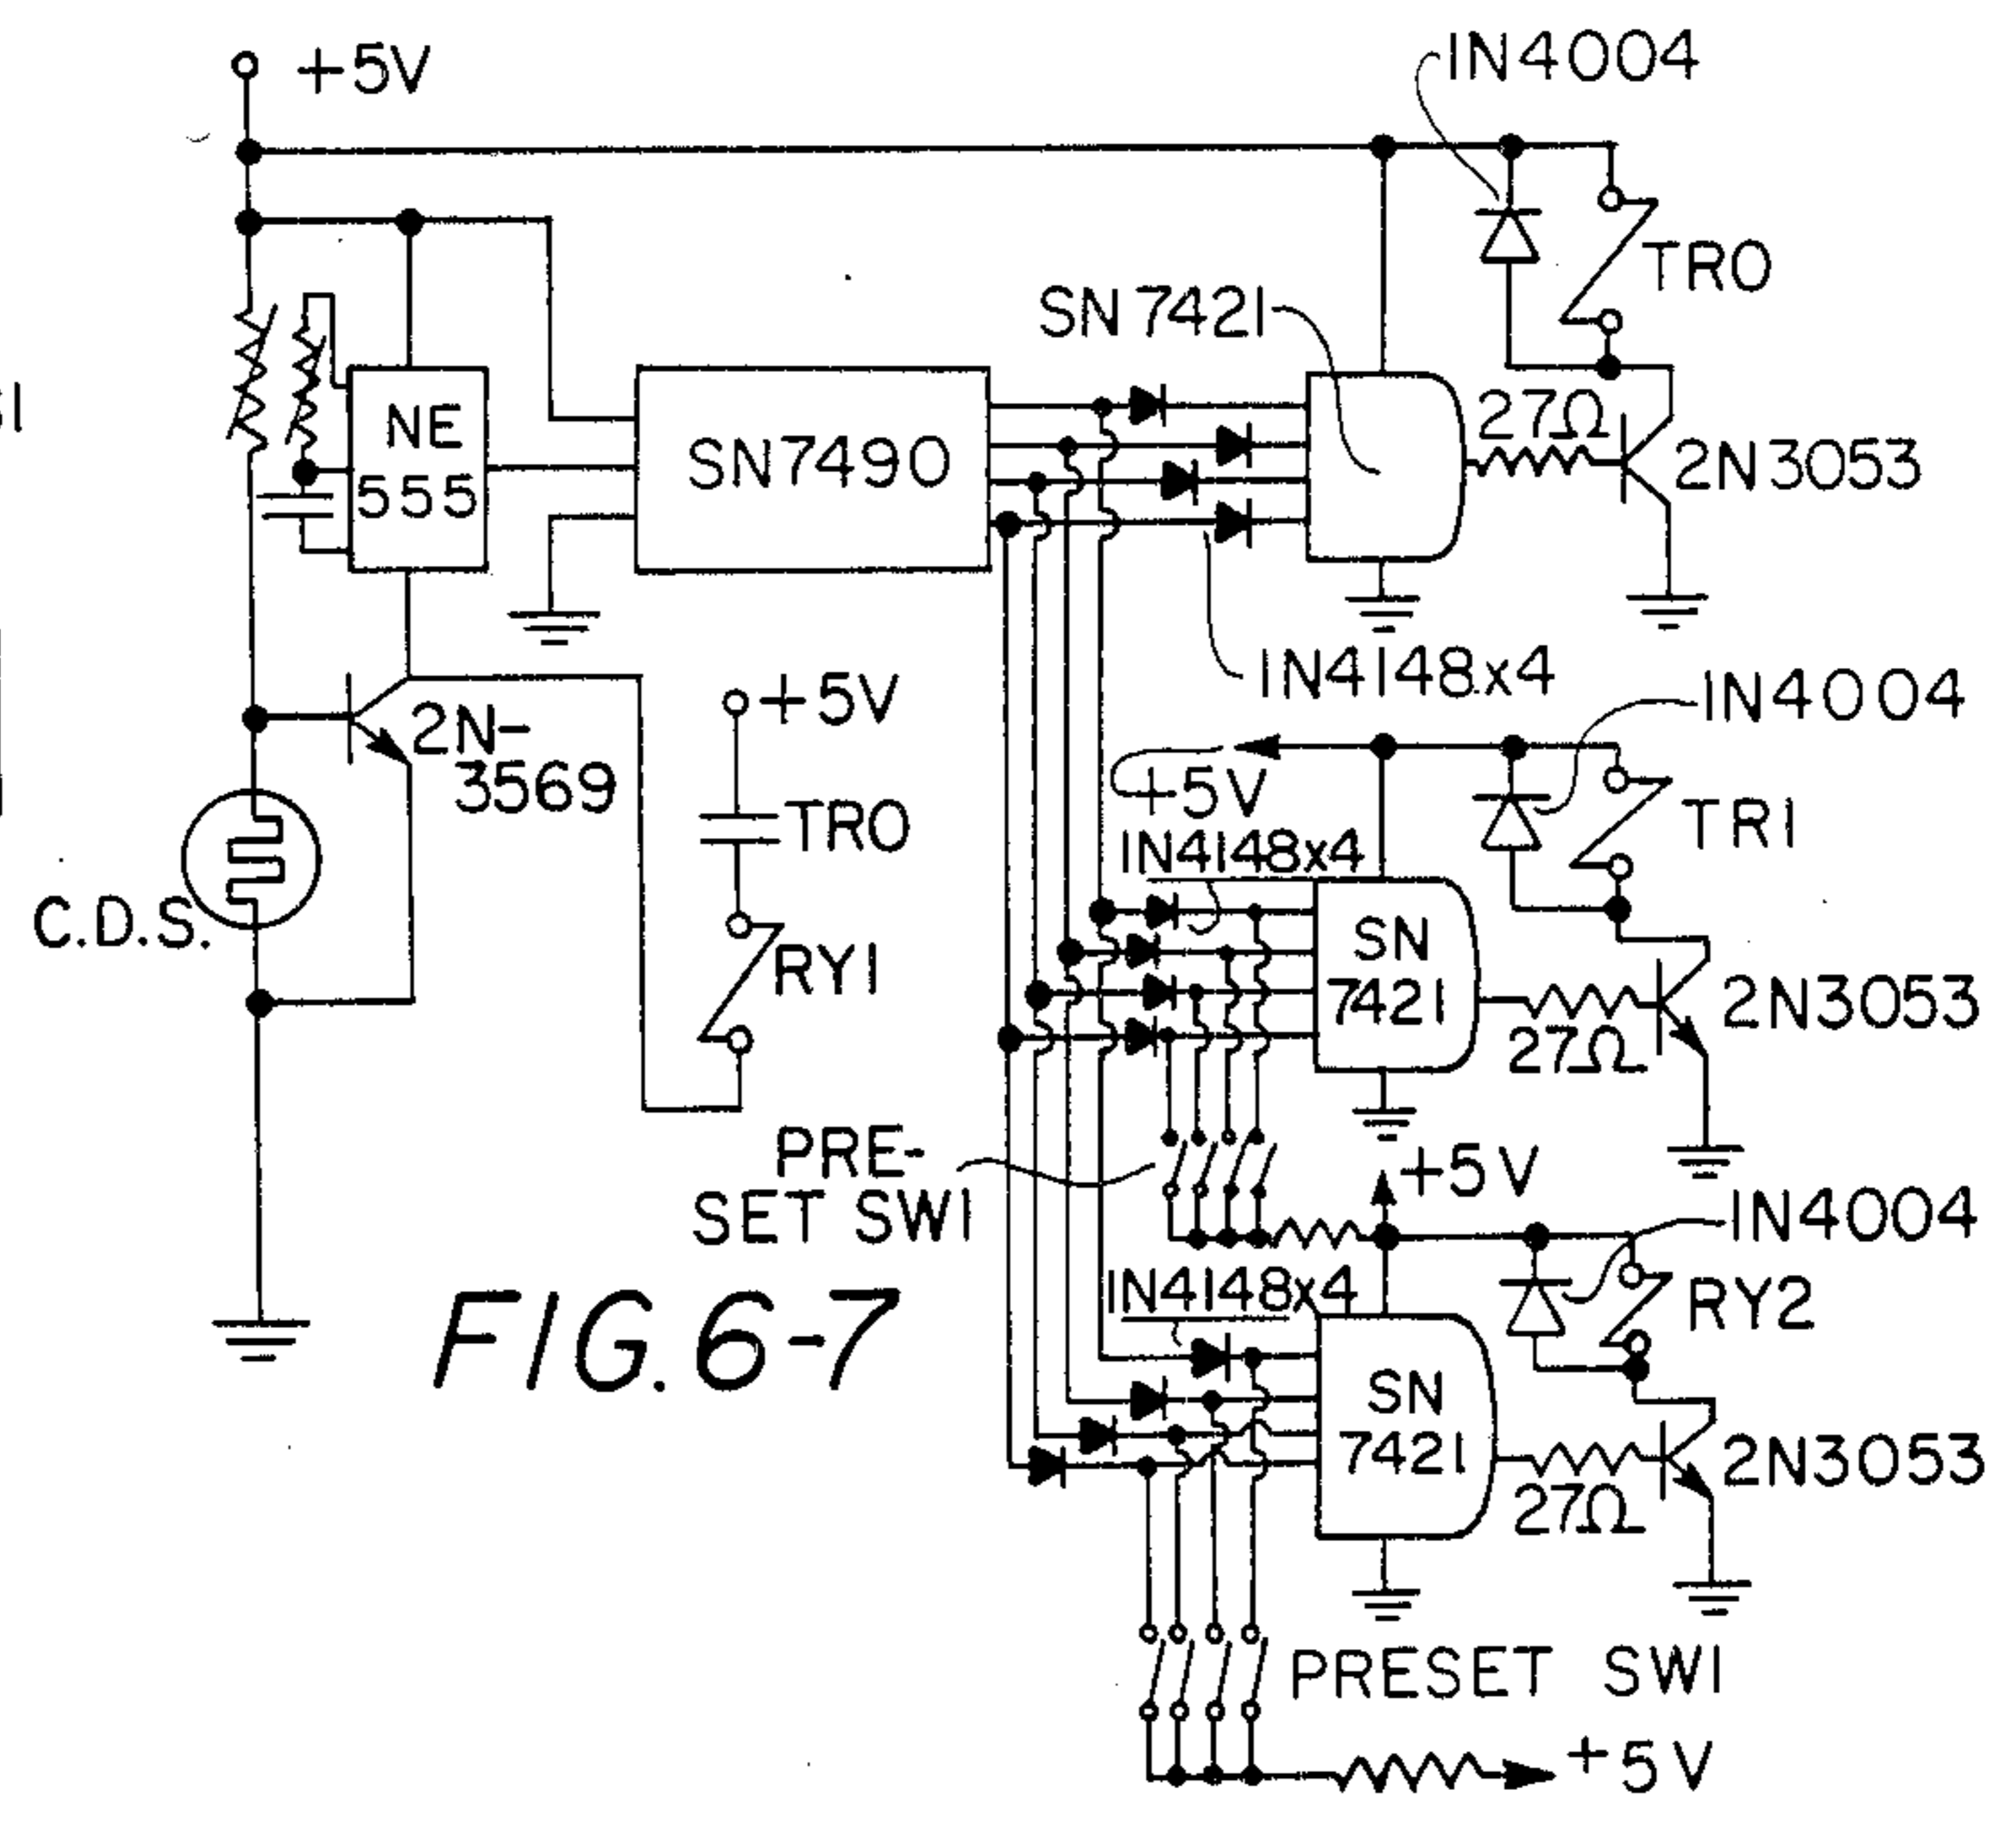 +5V
IN4004
TRO
SN7421
27Ω
2N3053
NE
555
SN7490
IN4148x4
2N-
3569
C.D.S.
+5V
TRO
RY1
IN4004
+5V
TR1
IN4148x4
SN
7421
27Ω
2N3053
PRE-
SET SW1
+5V
IN4004
RY2
IN4148x4
SN
7421
27Ω
2N3053
PRESET SW1
+5V
FIG.6-7